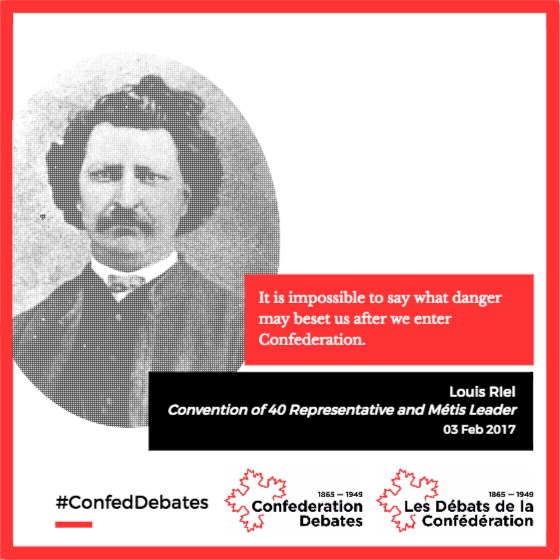 It is impossible to say what danger
may beset us after we enter
Confederation.
Louis RIel
Convention of 40 Representative and Métis Leader
03 Feb 2017
#ConfedDebates
1865 — 1949
Confederation
Debates
1865 — 1949
Les Débats de la
Confédération